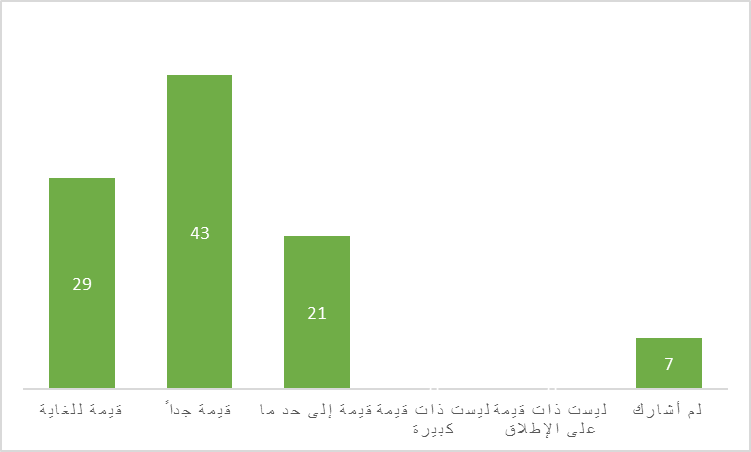 29
43
21
7
قيمة للغاية
قيمة جداً
قيمة إلى حد ما
ليست ذات قيمة
كبيرة
ليست ذات قيمة
على الإطلاق
لم أشارك